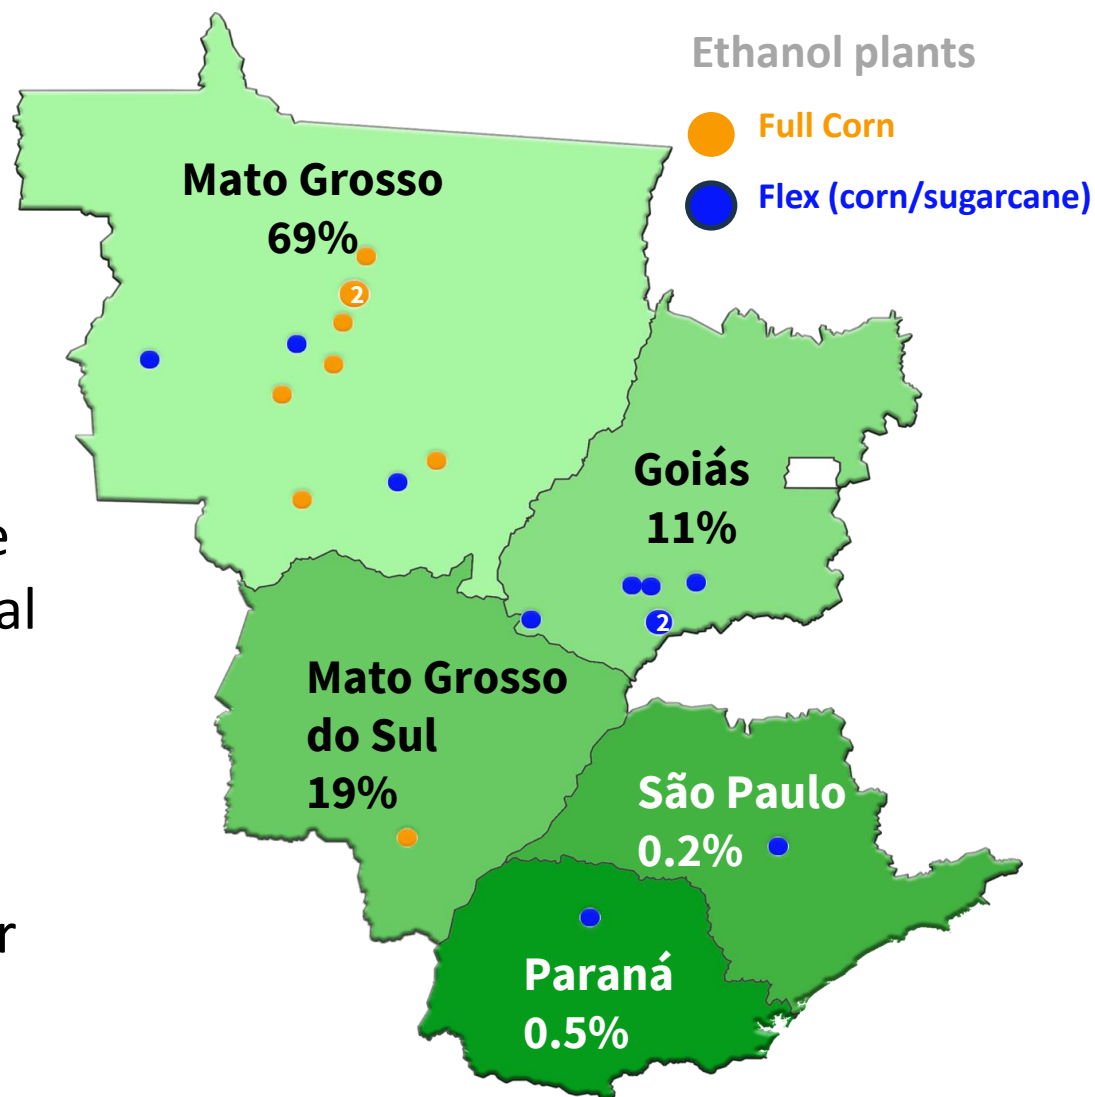 Ethanol plants
Full Corn
Flex (corn/sugarcane)
Mato Grosso
69%
2
Goiás
11%
2
e
al
Mato Grosso
do Sul
19%
São Paulo
0.2%
r
Paraná
0.5%